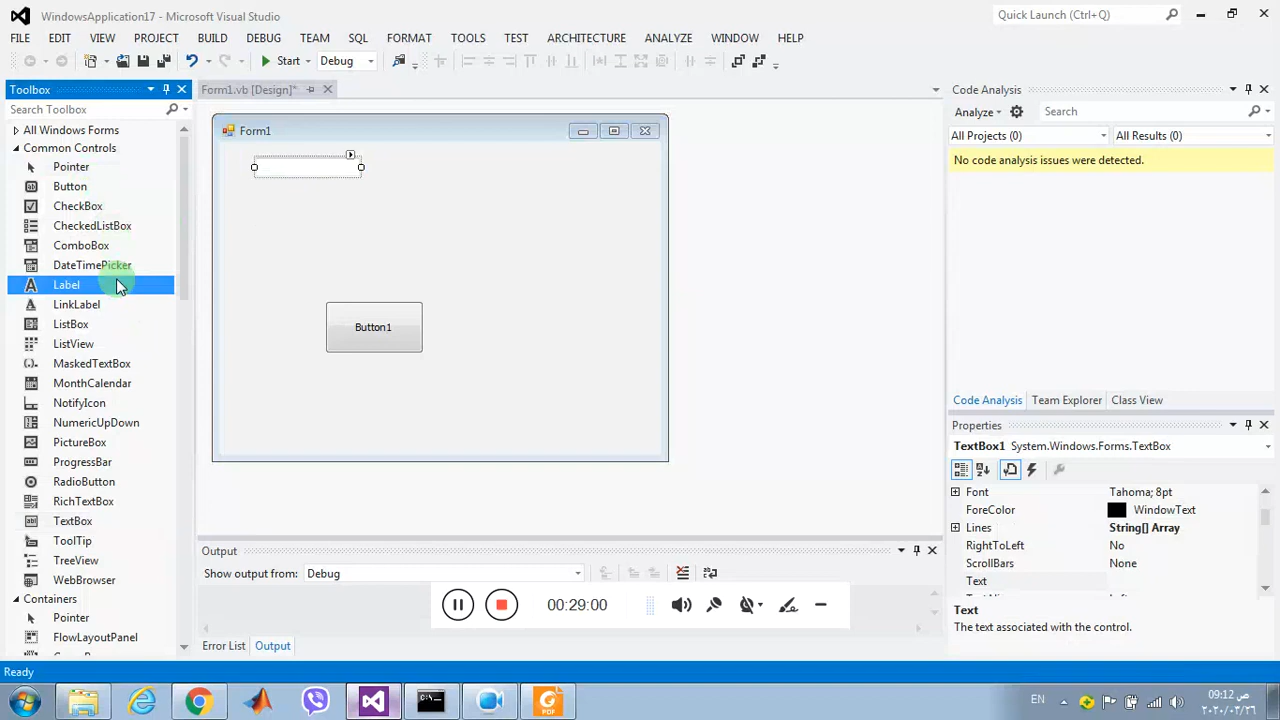 WindowsApplication17 - Microsoft Visual Studio
Quick Launch (Ctrl+Q)
FILE EDIT VIEW PROJECT BUILD DEBUG TEAM SQL FORMAT TOOLS TEST ARCHITECTURE ANALYZE WINDOW HELP
Start Debug
Toolbox
Search Toolbox
All Windows Forms
Common Controls
Pointer
Button
CheckBox
CheckedListBox
ComboBox
DateTimePicker
Label
LinkLabel
ListBox
ListView
MaskedTextBox
MonthCalendar
NotifyIcon
NumericUpDown
PictureBox
ProgressBar
RadioButton
RichTextBox
TextBox
ToolTip
TreeView
WebBrowser
Containers
Pointer
FlowLayoutPanel
Form1.vb [Design]*
Form1
Button1
Output
Show output from: Debug
00:29:00
Error List Output
Code Analysis
Analyze Search
All Projects (0) All Results (0)
No code analysis issues were detected.
Code Analysis Team Explorer Class View
Properties
TextBox1 System.Windows.Forms.TextBox
Font Tahoma; 8pt
ForeColor WindowText
Lines String[] Array
RightToLeft No
ScrollBars None
Text
Text
The text associated with the control.
Ready
PDF
EN
09:12 ص
٢٠٢٠/٠٣/٢٦